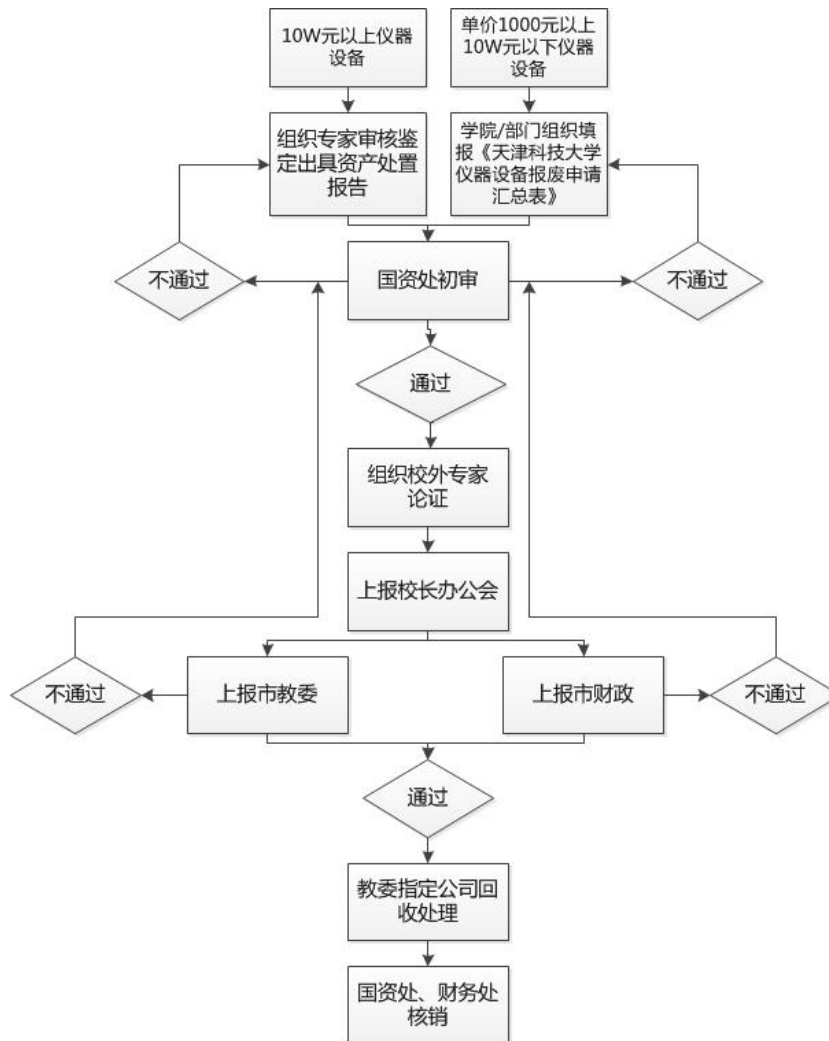 10W元以上仪器
设备
单价1000元以上
10W元以下仪器
设备
组织专家审核鉴
定出具资产处置
报告
学院/部门组织填
报《天津科技大学
仪器设备报废申请
汇总表》
不通过
国资处初审
不通过
通过
组织校外专家
论证
上报校长办公会
不通过
上报市教委
上报市财政
不通过
通过
教委指定公司回
收处理
国资处、财务处
核销